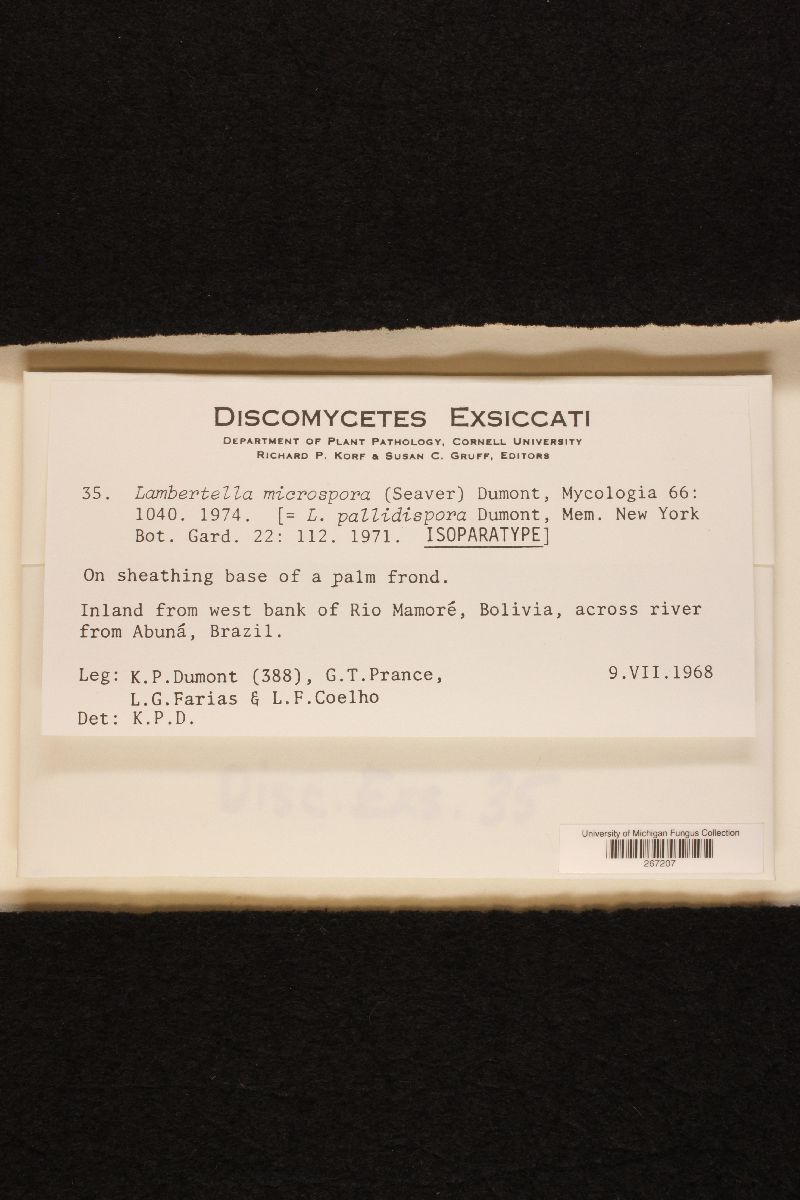 DISCOMYCETES EXSICCATI
DEPARTMENT OF PLANT PATHOLOGY, CORNELL UNIVERSITY
RICHARD P. KORF & SUSAN C. GRUFF, EDITORS
35. Lambertella microspora (Seaver) Dumont, Mycologia 66:
1040. 1974. [= L. pallidispora Dumont, Mem. New York
Bot. Gard. 22: 112. 1971. ISOPARATYPE]
On sheathing base of a palm frond.
Inland from west bank of Rio Mamoré, Bolivia, across river
from Abuná, Brazil.
Leg: K.P.Dumont (388), G.T.Prance, 9.VII.1968
L.G.Farias & L.F.Coelho
Det: K.P.D.
Disc. Exs. 35
University of Michigan Fungus Collection
267207